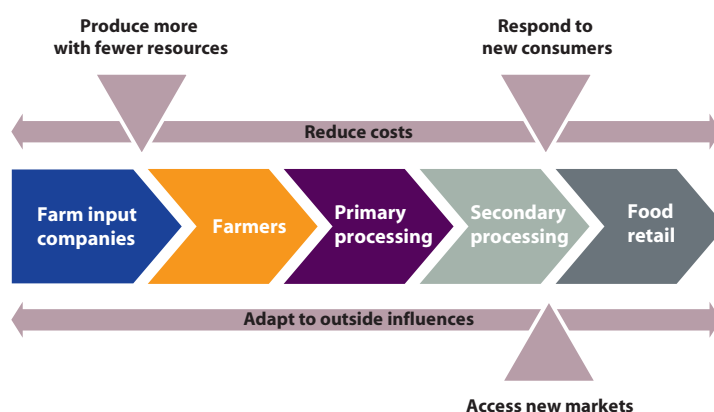 Produce more
with fewer resources
Respond to
new consumers
Reduce costs
Farm input
companies
Farmers
Primary
processing
Secondary
processing
Food
retail
Adapt to outside influences
Access new markets